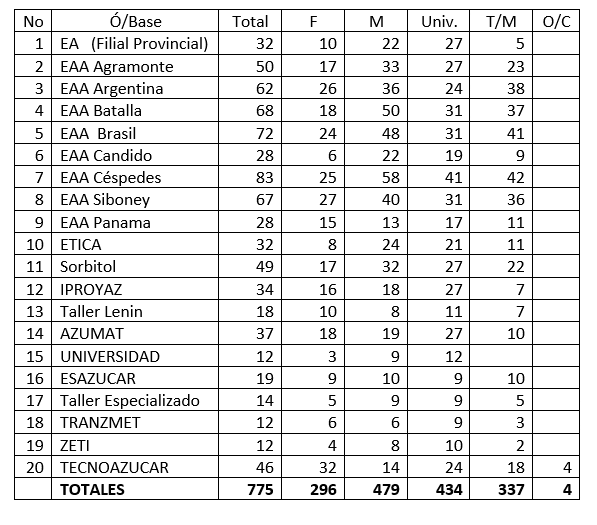 No Ó/Base Total F M Univ. T/M O/C
1 EA (Filial Provincial) 32 10 22 27 5
2 EAA Agramonte 50 17 33 27 23
3 EAA Argentina 62 26 36 24 38
4 EAA Batalla 68 18 50 31 37
5 EAA Brasil 72 24 48 31 41
6 EAA Candido 28 6 22 19 9
7 EAA Céspedes 83 25 58 41 42
8 EAA Siboney 67 27 40 31 36
9 EAA Panama 28 15 13 17 11
10 ETICA 32 8 24 21 11
11 Sorbitol 49 17 32 27 22
12 IPROYAZ 34 16 18 27 7
13 Taller Lenin 18 10 8 11 7
14 AZUMAT 37 18 19 27 10
15 UNIVERSIDAD 12 3 9 12
16 ESAZUCAR 19 9 10 9 10
17 Taller Especializado 14 5 9 9 5
18 TRANZMET 12 6 6 9 3
19 ZETI 12 4 8 10 2
20 TECNOAZUCAR 46 32 14 24 18 4
TOTALES 775 296 479 434 337 4